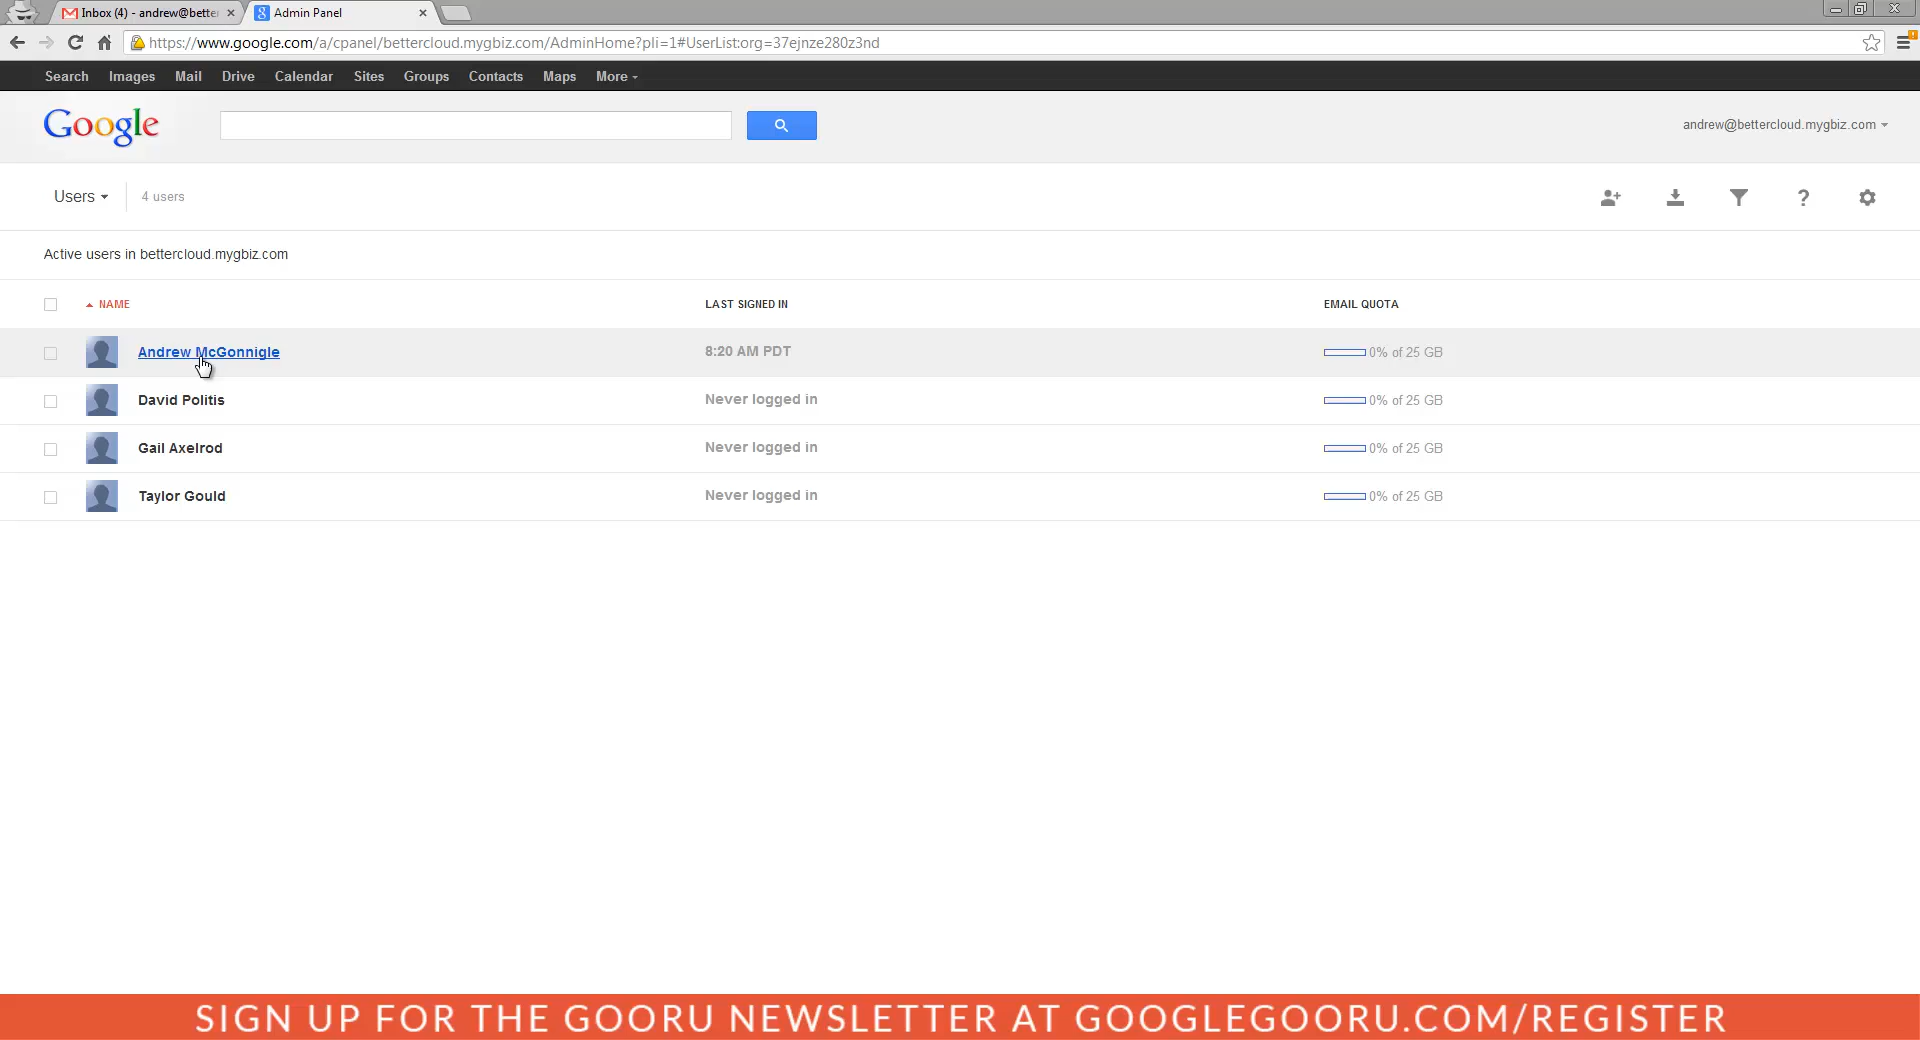 Inbox (4) - andrew@better
Admin Panel
https://www.google.com/a/cpanel/bettercloud.mygbiz.com/AdminHome?pli=1#UserList:org=37ejnze280z3nd
Search Images Mail Drive Calendar Sites Groups Contacts Maps More
Google
andrew@bettercloud.mygbiz.com
Users 4 users
?
Active users in bettercloud.mygbiz.com
NAME LAST SIGNED IN EMAIL QUOTA
Andrew McGonnigle 8:20 AM PDT 0% of 25 GB
David Politis Never logged in 0% of 25 GB
Gail Axelrod Never logged in 0% of 25 GB
Taylor Gould Never logged in 0% of 25 GB
SIGN UP FOR THE GOORU NEWSLETTER AT GOOGLEGOORU.COM/REGISTER